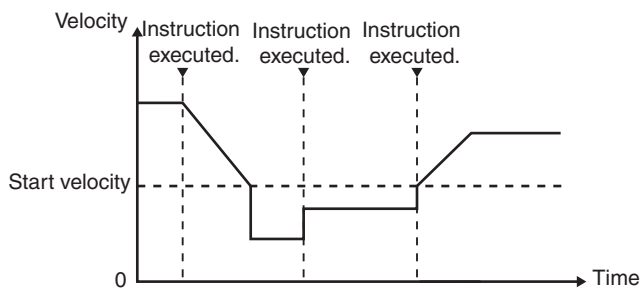 Velocity
Instruction executed.
Instruction executed.
Instruction executed.
Start velocity
0
Time